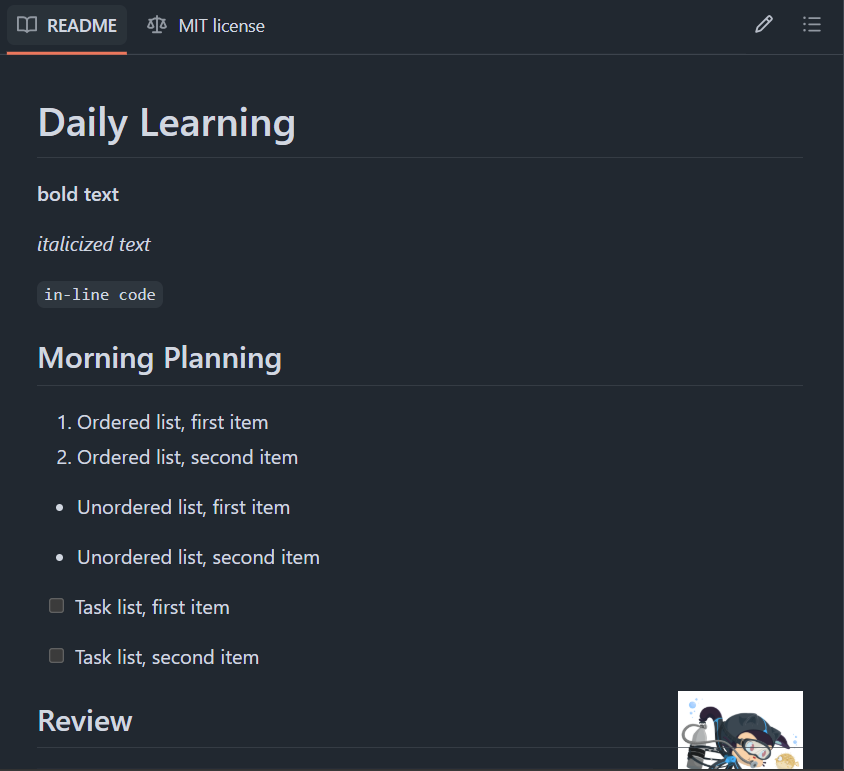 README
MIT license
Daily Learning
bold text
italicized text
in-line code
Morning Planning
1. Ordered list, first item
2. Ordered list, second item
Unordered list, first item
Unordered list, second item
Task list, first item
Task list, second item
Review